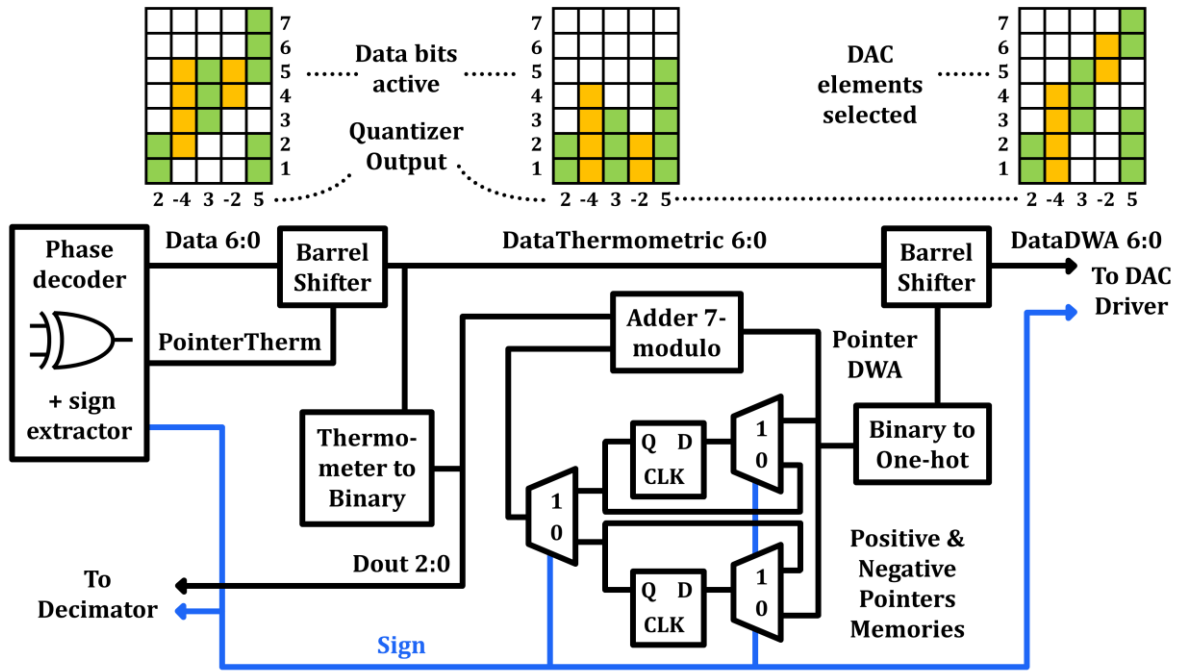 7
6
5
4
3
2
1
2 -4 3 -2 5
Data bits
active
Quantizer
Output
7
6
5
4
3
2
1
2 -4 3 -2 5
DAC
elements
selected
7
6
5
4
3
2
1
2 -4 3 -2 5
Phase
decoder
+ sign
extractor
Data 6:0
PointerTherm
Barrel
Shifter
DataThermometric 6:0
Barrel
Shifter
DataDWA 6:0
To DAC
Driver
Adder 7-
modulo
Pointer
DWA
Thermo-
meter to
Binary
Q D
CLK
1
0
Binary to
One-hot
1
0
Q D
CLK
1
0
Positive &
Negative
Pointers
Memories
Dout 2:0
To
Decimator
Sign